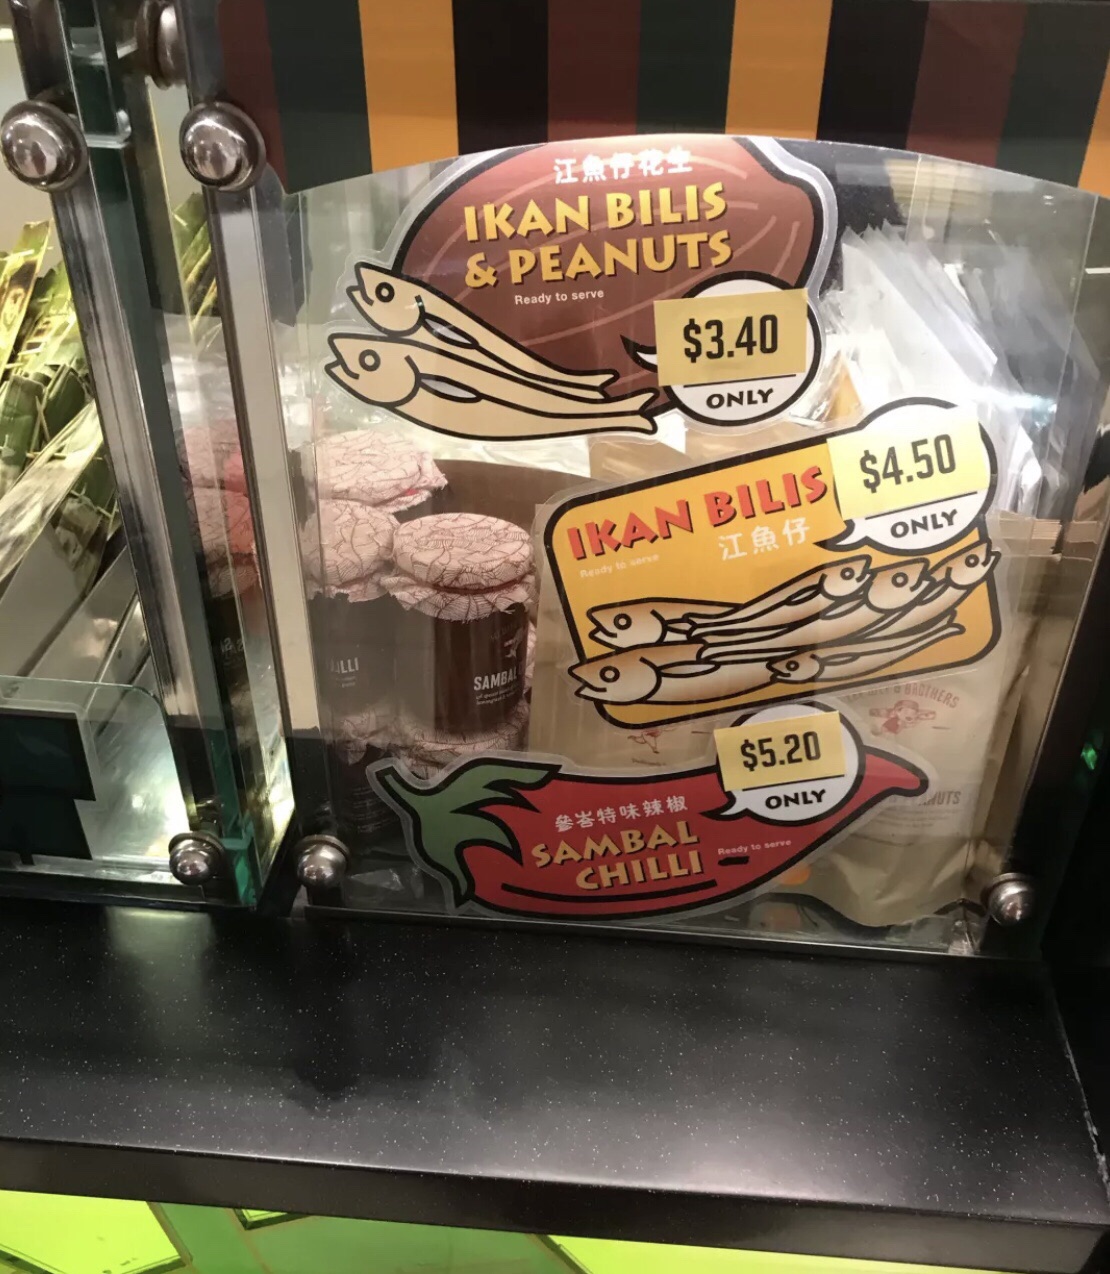 江魚仔花生
IKAN BILIS
& PEANUTS
Ready to serve
$3.40
ONLY
$4.50
ONLY
IKAN BILIS
江魚仔
Ready to serve
SAMBAL
$5.20
ONLY
參峇特味辣椒
SAMBAL
CHILLI
Ready to serve
BROTHERS